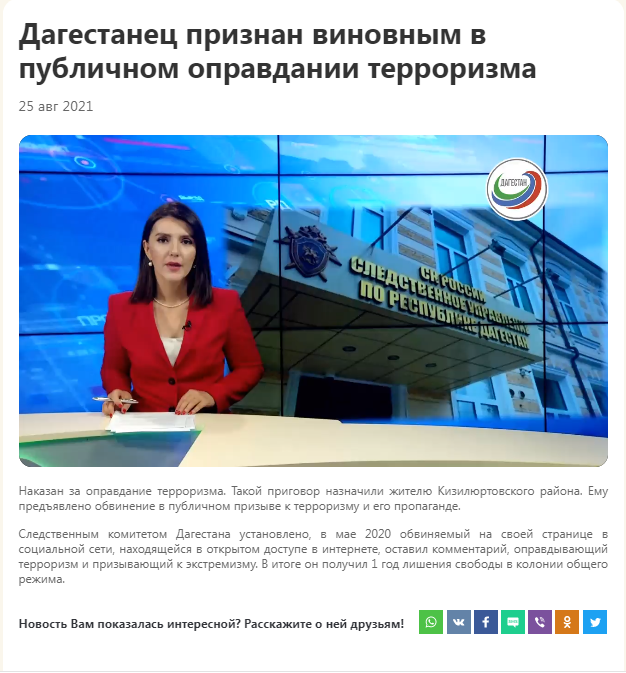 Дагестанец признан виновным в
публичном оправдании терроризма
25 авг 2021
ДАГЕСТАН
СК РОССИИ
СЛЕДСТВЕННОЕ УПРАВЛЕНИЕ
ПО РЕСПУБЛИКЕ ДАГЕСТАН
Наказан за оправдание терроризма. Такой приговор назначили жителю Кизилюртовского района. Ему
предъявлено обвинение в публичном призыве к терроризму и его пропаганде.
Следственным комитетом Дагестана установлено, в мае 2020 обвиняемый на своей странице в
социальной сети, находящейся в открытом доступе в интернете, оставил комментарий, оправдывающий
терроризм и призывающий к экстремизму. В итоге он получил 1 год лишения свободы в колонии общего
режима.
Новость Вам показалась интересной? Расскажите о ней друзьям!